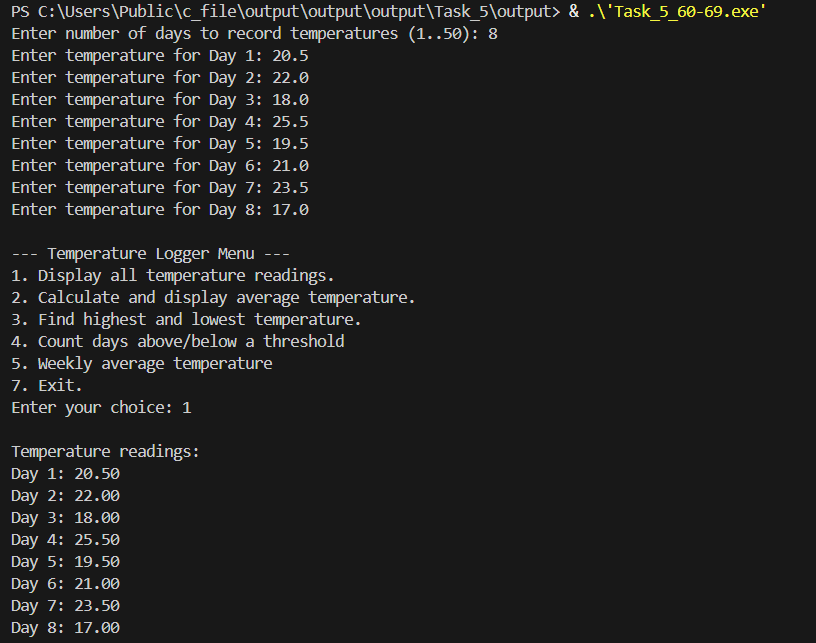 PS C:\Users\Public\c_file\output\output\output\Task_5\output> & .\'Task_5_60-69.exe'
Enter number of days to record temperatures (1..50): 8
Enter temperature for Day 1: 20.5
Enter temperature for Day 2: 22.0
Enter temperature for Day 3: 18.0
Enter temperature for Day 4: 25.5
Enter temperature for Day 5: 19.5
Enter temperature for Day 6: 21.0
Enter temperature for Day 7: 23.5
Enter temperature for Day 8: 17.0

--- Temperature Logger Menu ---
1. Display all temperature readings.
2. Calculate and display average temperature.
3. Find highest and lowest temperature.
4. Count days above/below a threshold
5. Weekly average temperature
7. Exit.
Enter your choice: 1

Temperature readings:
Day 1: 20.50
Day 2: 22.00
Day 3: 18.00
Day 4: 25.50
Day 5: 19.50
Day 6: 21.00
Day 7: 23.50
Day 8: 17.00